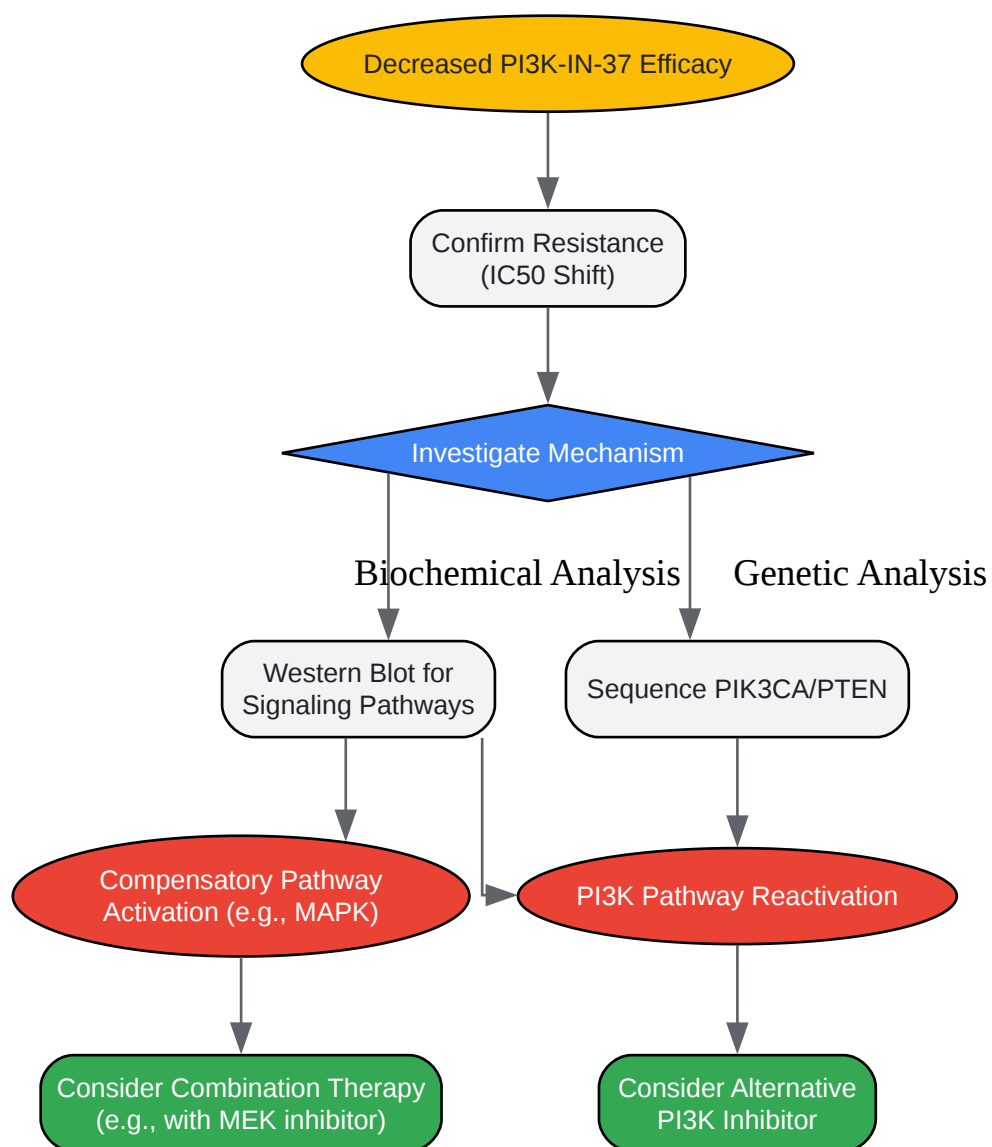 Decreased PI3K-IN-37 Efficacy
Confirm Resistance
(IC50 Shift)
Investigate Mechanism
Biochemical Analysis
Genetic Analysis
Western Blot for
Signaling Pathways
Sequence PIK3CA/PTEN
Compensatory Pathway
Activation (e.g., MAPK)
PI3K Pathway Reactivation
Consider Combination Therapy
(e.g., with MEK inhibitor)
Consider Alternative
PI3K Inhibitor